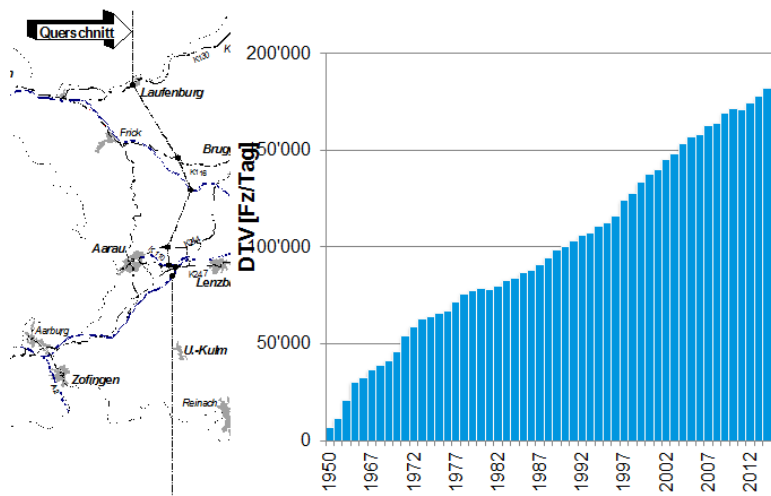 Querschnitt
K130
K
n
Laufenburg
Frick
Brugg
K116
Aarau
K247
Lenzb
Aarburg
U.-Kulm
Zofingen
Reinach
DTV [Fz/Tag]
200'000
150'000
100'000
50'000
0
1950
1967
1972
1977
1982
1987
1992
1997
2002
2007
2012